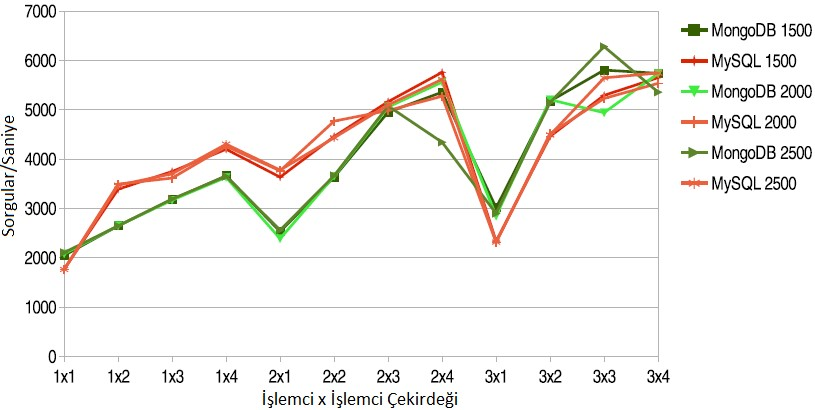 7000
6000
5000
4000
3000
2000
1000
0
Sorgular/Saniye
1x1 1x2 1x3 1x4 2x1 2x2 2x3 2x4 3x1 3x2 3x3 3x4
İşlemci x İşlemci Çekirdeği
MongoDB 1500
MySQL 1500
MongoDB 2000
MySQL 2000
MongoDB 2500
MySQL 2500